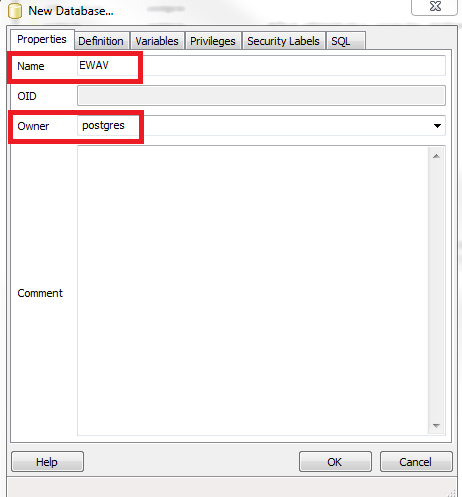 New Database...
Properties Definition Variables Privileges Security Labels SQL
Name EWAV
OID
Owner postgres
Comment
Help OK Cancel